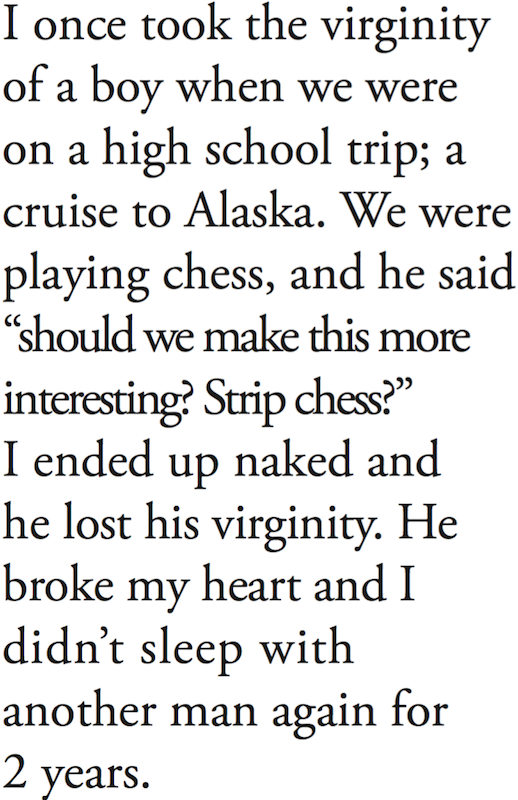 I once took the virginity
of a boy when we were
on a high school trip; a
cruise to Alaska. We were
playing chess, and he said
“should we make this more
interesting? Strip chess?”
I ended up naked and
he lost his virginity. He
broke my heart and I
didn’t sleep with
another man again for
2 years.